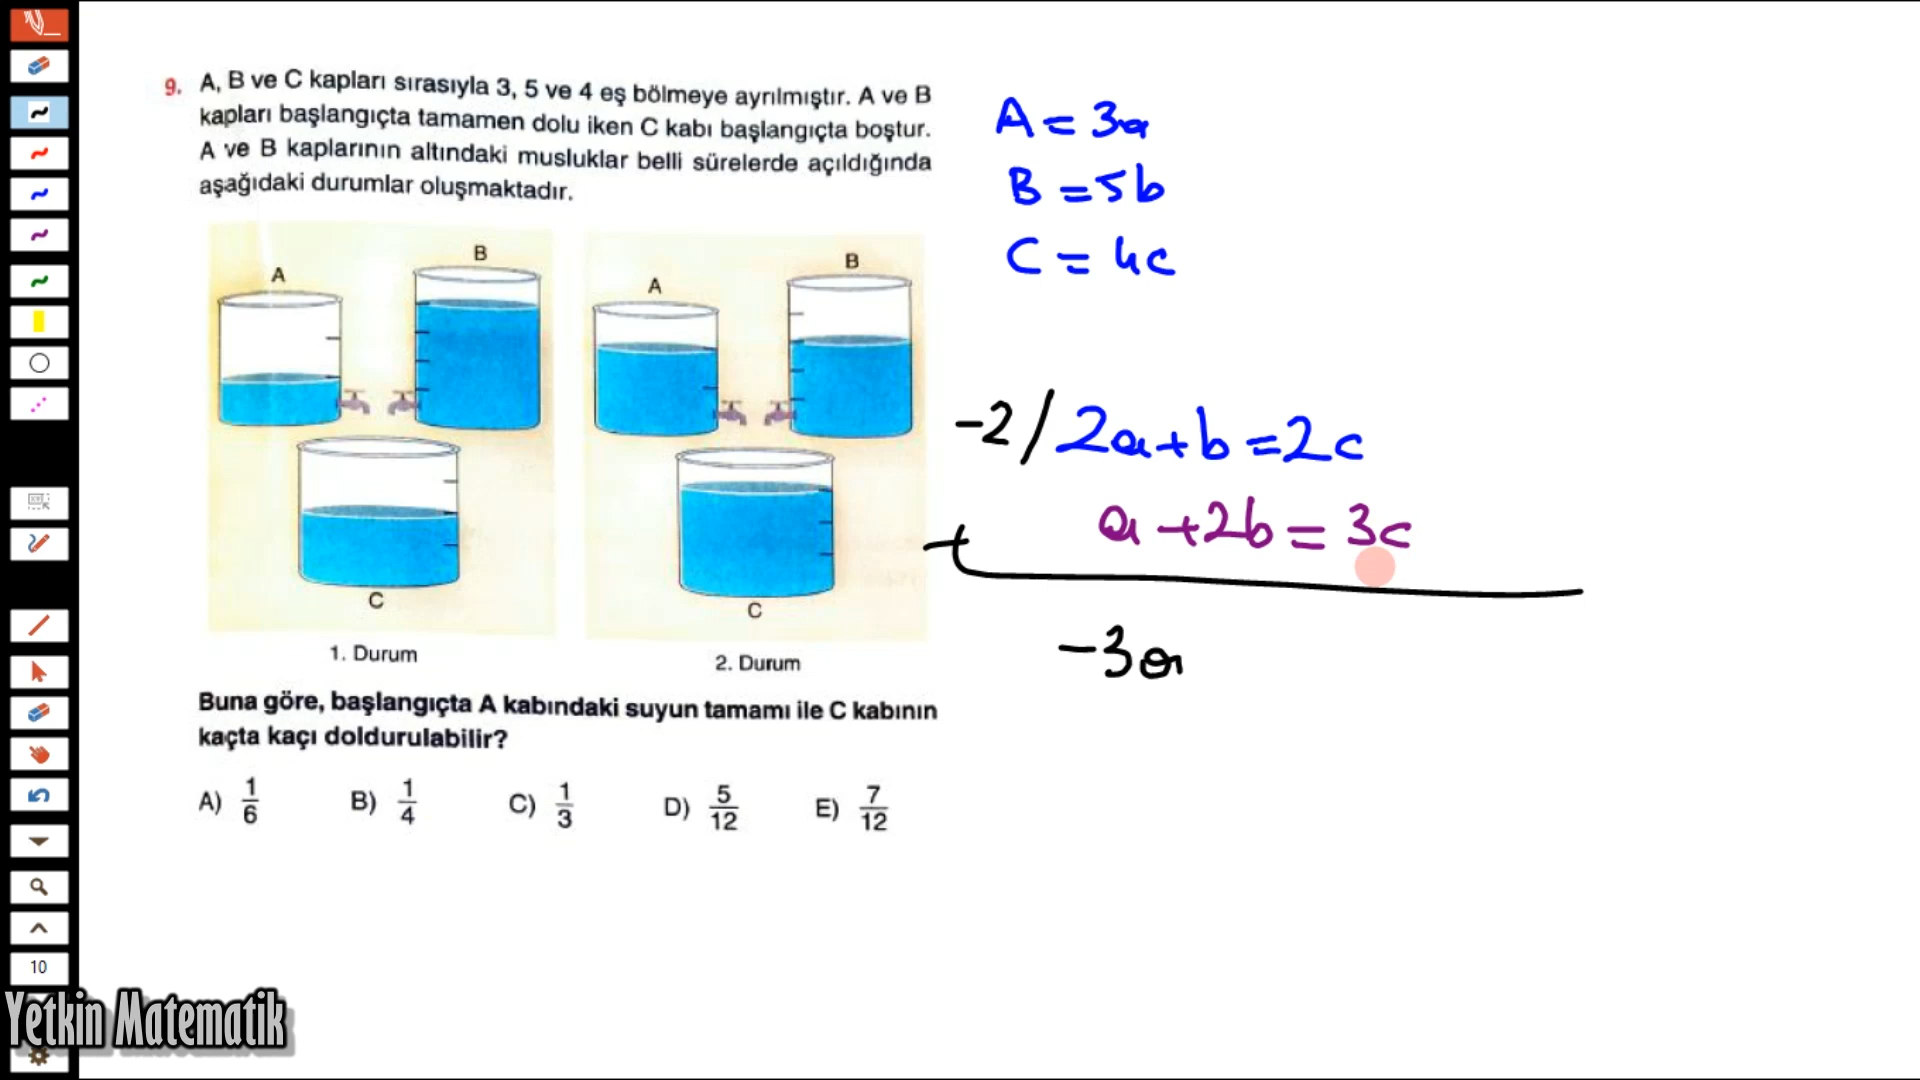 9. A, B ve C kapları sırasıyla 3, 5 ve 4 eş bölmeye ayrılmıştır. A ve B
kapları başlangıçta tamamen dolu iken C kabı başlangıçta boştur.
A ve B kaplarının altındaki musluklar belli sürelerde açıldığında
aşağıdaki durumlar oluşmaktadır.
A
B
C
1. Durum
A
B
C
2. Durum
Buna göre, başlangıçta A kabındaki suyun tamamı ile C kabının
kaçta kaçı doldurulabilir?
A) 1/6 B) 1/4 C) 1/3 D) 5/12 E) 7/12
A = 3a
B = 5b
C = 4c
-2 / 2a+b = 2c
a + 2b = 3c
+
-3a
10
Yetkin Matematik